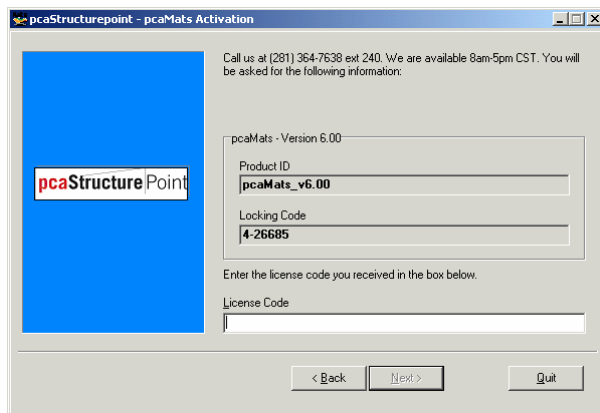 pcaStructurepoint - pcaMats Activation
Call us at (281) 364-7638 ext 240. We are available 8am-5pm CST. You will
be asked for the following information:
pcaMats - Version 6.00
Product ID
pcaMats_v6.00
pcaStructurePoint
Locking Code
4-26685
Enter the license code you received in the box below.
License Code
< Back
Next >
Quit